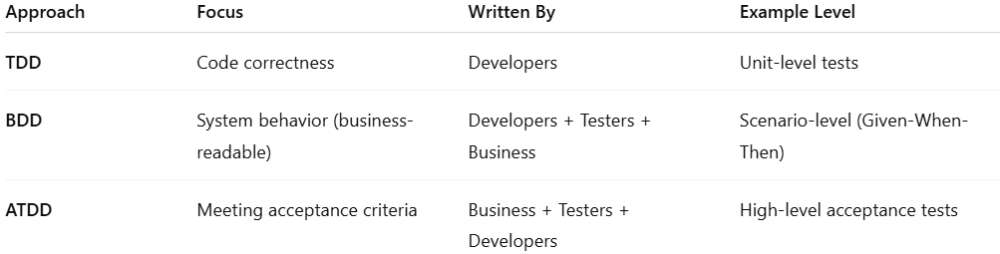 Approach Focus Written By Example Level
TDD Code correctness Developers Unit-level tests
BDD System behavior (business- Developers + Testers + Scenario-level (Given-When-
readable) Business Then)
ATDD Meeting acceptance criteria Business + Testers + High-level acceptance tests
Developers